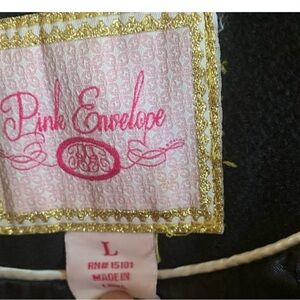 Pink Envelope
L
RN# 15101
MADE IN